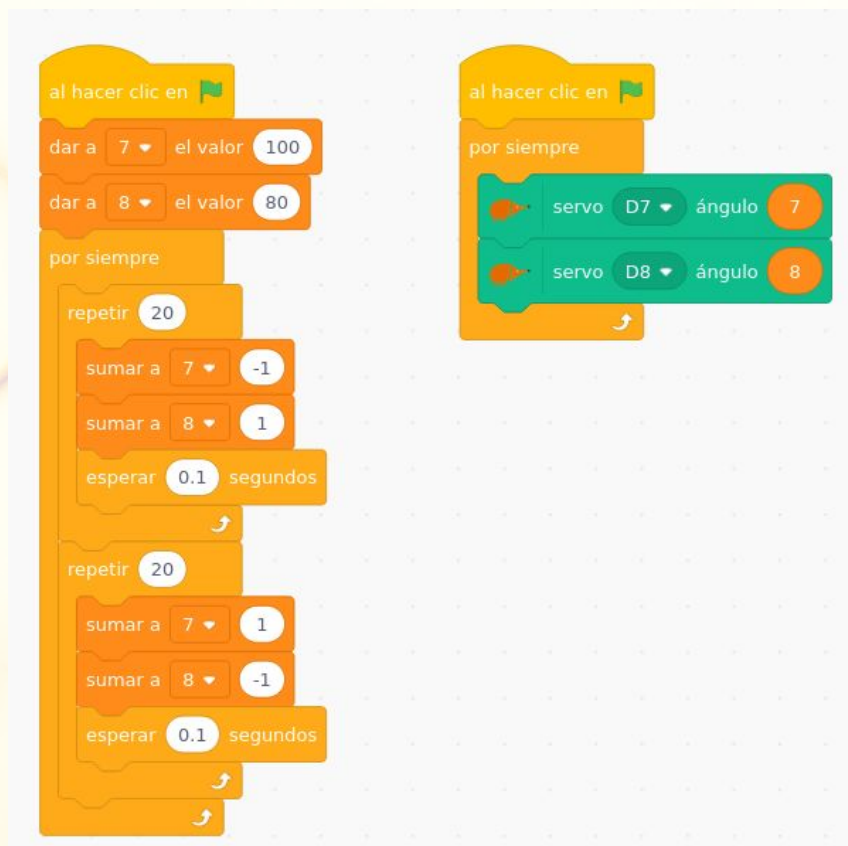 al hacer clic en
dar a 7 el valor 100
dar a 8 el valor 80
por siempre
repetir 20
sumar a 7 -1
sumar a 8 1
esperar 0.1 segundos
repetir 20
sumar a 7 1
sumar a 8 -1
esperar 0.1 segundos
al hacer clic en
por siempre
servo D7 ángulo 7
servo D8 ángulo 8